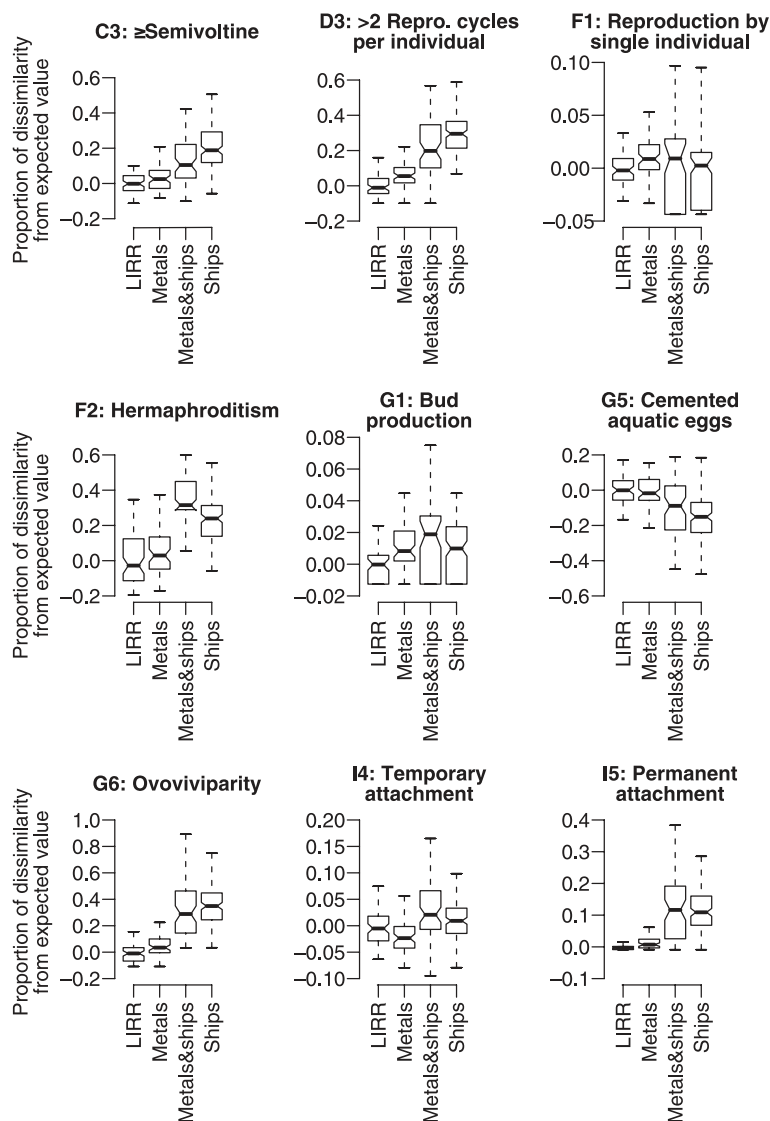 C3: ≥Semivoltine
D3: >2 Repro. cycles
per individual
F1: Reproduction by
single individual
Proportion of dissimilarity
from expected value
0.6
0.4
0.2
0.0
−0.2
LIRR
Metals
Metals&ships
Ships
0.6
0.4
0.2
0.0
−0.2
LIRR
Metals
Metals&ships
Ships
0.10
0.05
0.00
−0.05
LIRR
Metals
Metals&ships
Ships
F2: Hermaphroditism
G1: Bud
production
G5: Cemented
aquatic eggs
Proportion of dissimilarity
from expected value
0.6
0.4
0.2
0.0
−0.2
LIRR
Metals
Metals&ships
Ships
0.08
0.06
0.04
0.02
0.00
−0.02
LIRR
Metals
Metals&ships
Ships
0.2
0.0
−0.2
−0.4
−0.6
LIRR
Metals
Metals&ships
Ships
G6: Ovoviviparity
I4: Temporary
attachment
I5: Permanent
attachment
Proportion of dissimilarity
from expected value
1.0
0.8
0.6
0.4
0.2
0.0
−0.2
LIRR
Metals
Metals&ships
Ships
0.20
0.15
0.10
0.05
0.00
−0.05
−0.10
LIRR
Metals
Metals&ships
Ships
0.4
0.3
0.2
0.1
0.0
−0.1
LIRR
Metals
Metals&ships
Ships